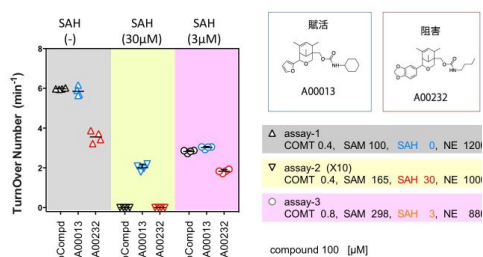 SAH
(-)
SAH
(30μM)
SAH
(3μM)
TurnOver Number (min⁻¹)
6
4
2
0
Compd
A00013
A00232
Compd
A00013
A00232
Compd
A00013
A00232
賦活
O
O
O
N
H
A00013
阻害
O
O
O
O
O
N
H
A00232
△ assay-1
COMT 0.4, SAM 100, SAH 0, NE 1200
▽ assay-2 (X10)
COMT 0.4, SAM 165, SAH 30, NE 1000
○ assay-3
COMT 0.8, SAM 298, SAH 3, NE 880
compound 100 [μM]